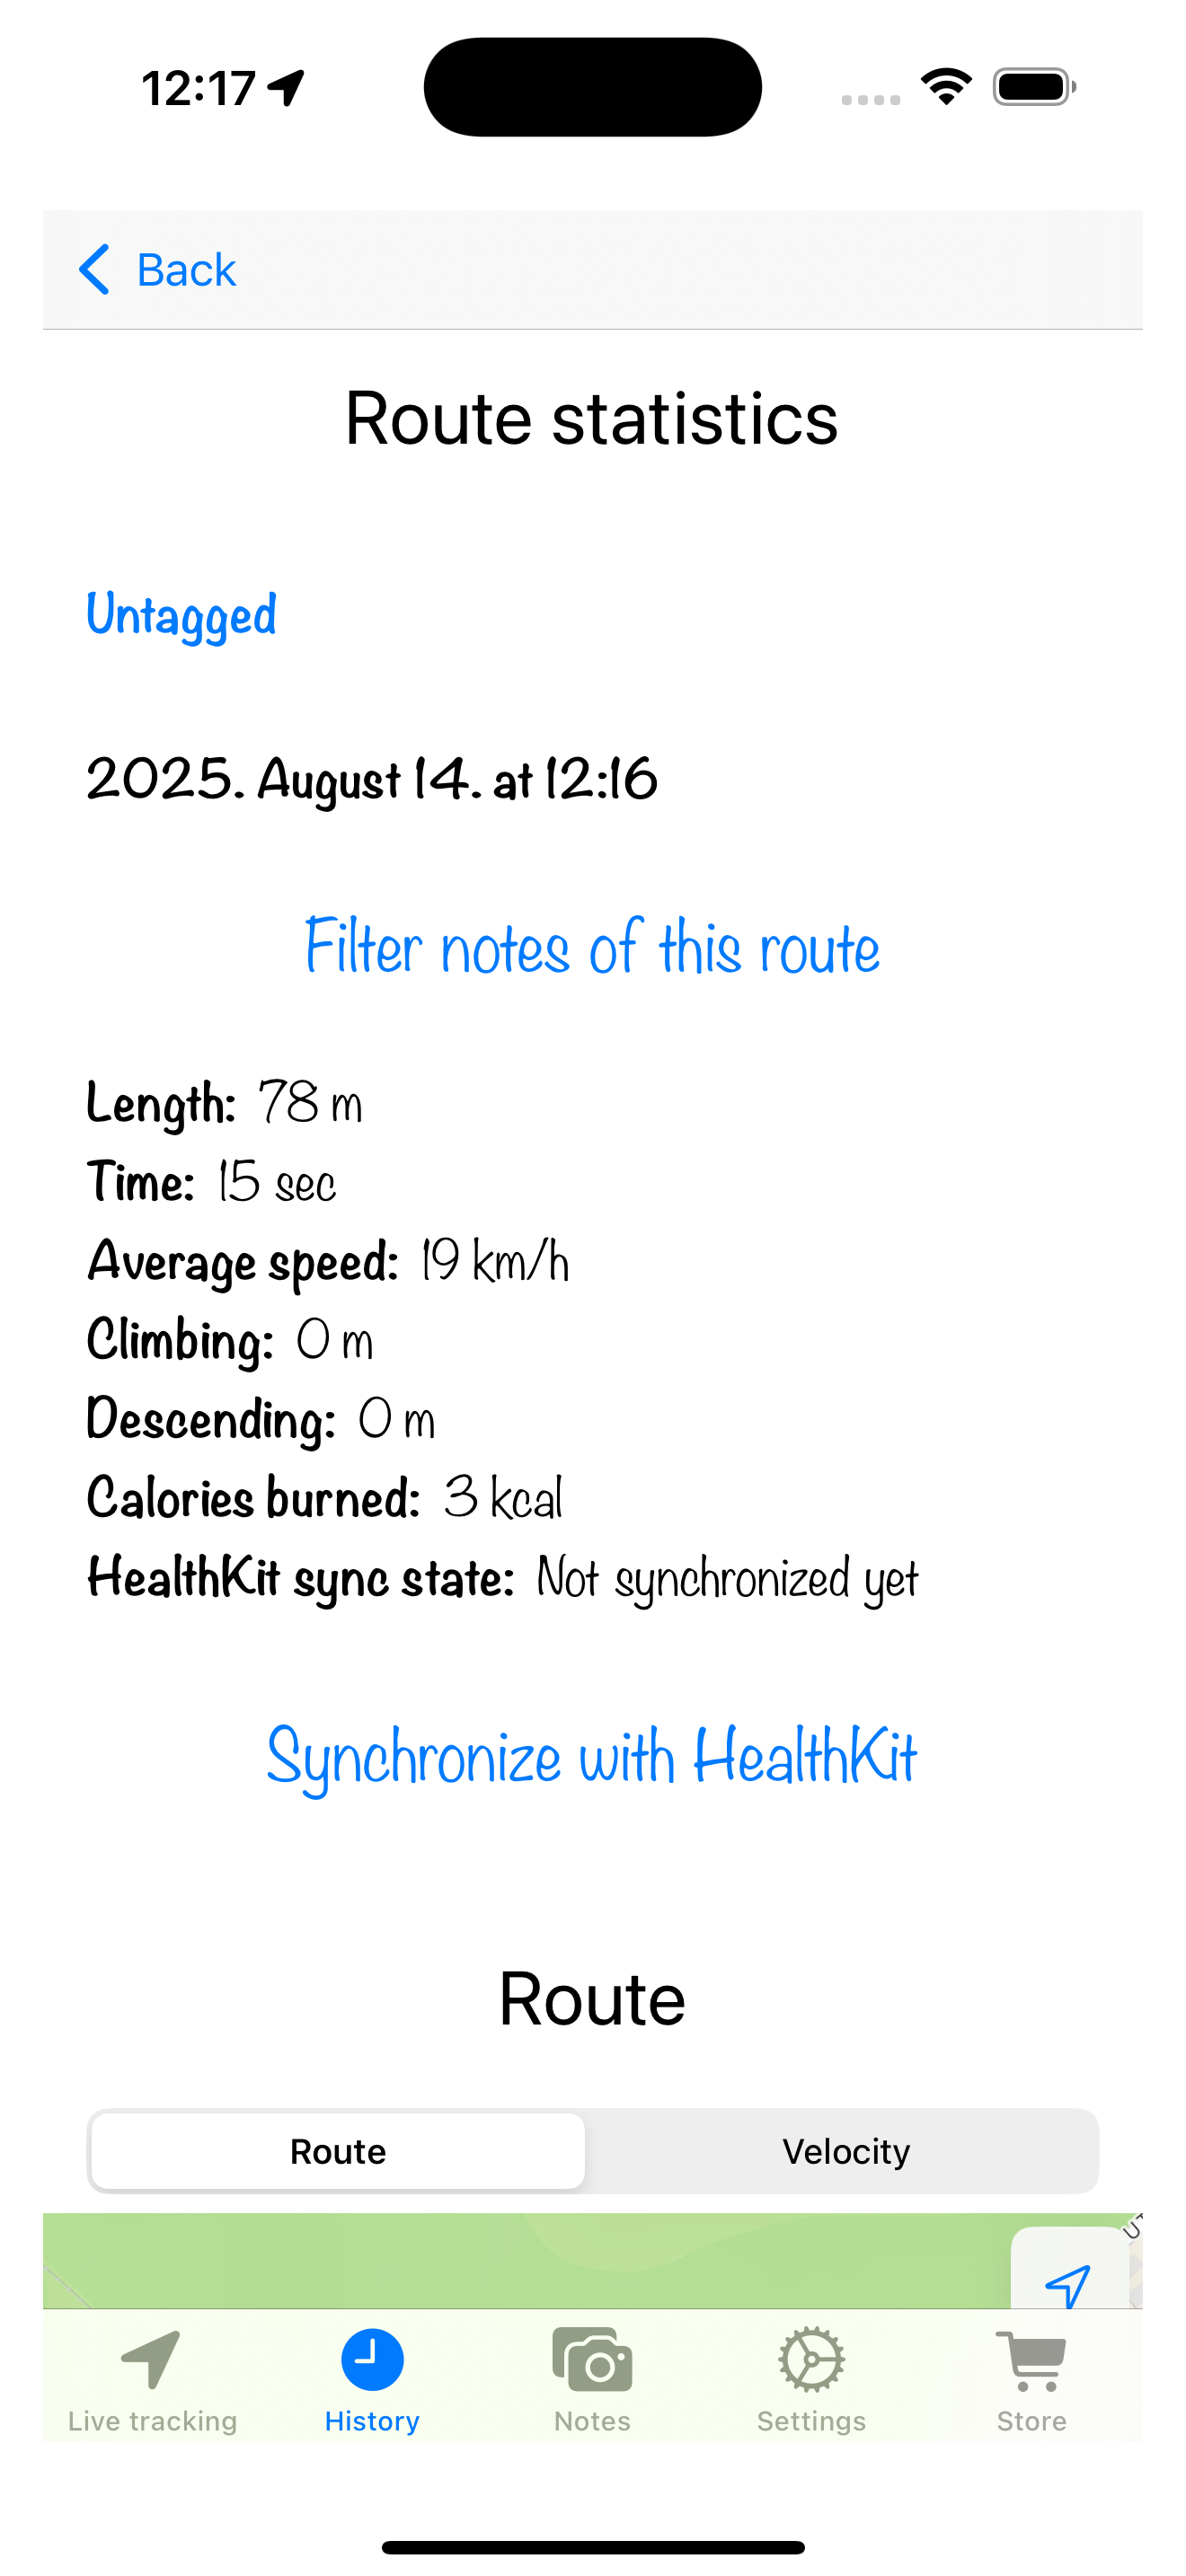 12:17
Back
Route statistics
Untagged
2025. August 14. at 12:16
Filter notes of this route
Length: 78 m
Time: 15 sec
Average speed: 19 km/h
Climbing: 0 m
Descending: 0 m
Calories burned: 3 kcal
HealthKit sync state: Not synchronized yet
Synchronize with HealthKit
Route
Route Velocity
Live tracking History Notes Settings Store